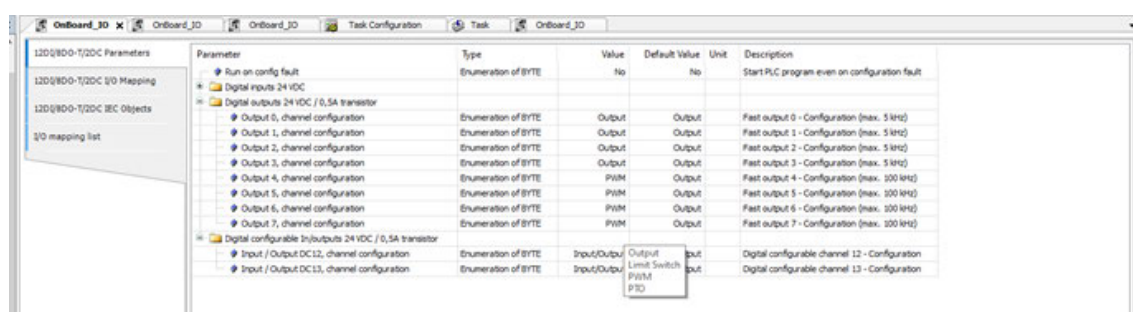 OnBoard_IO x OnBoard_IO OnBoard_IO Task Configuration Task OnBoard_IO
12DI/8DO-T/2DC Parameters
12DI/8DO-T/2DC I/O Mapping
12DI/8DO-T/2DC IEC Objects
I/O mapping list
Parameter Type Value Default Value Unit Description
Run on config fault Enumeration of BYTE No No Start PLC program even on configuration fault
Digital inputs 24 VDC
Digital outputs 24 VDC / 0,5A transistor
Output 0, channel configuration Enumeration of BYTE Output Output Fast output 0 - Configuration (max. 5 kHz)
Output 1, channel configuration Enumeration of BYTE Output Output Fast output 1 - Configuration (max. 5 kHz)
Output 2, channel configuration Enumeration of BYTE Output Output Fast output 2 - Configuration (max. 5 kHz)
Output 3, channel configuration Enumeration of BYTE Output Output Fast output 3 - Configuration (max. 5 kHz)
Output 4, channel configuration Enumeration of BYTE PWM Output Fast output 4 - Configuration (max. 100 kHz)
Output 5, channel configuration Enumeration of BYTE PWM Output Fast output 5 - Configuration (max. 100 kHz)
Output 6, channel configuration Enumeration of BYTE PWM Output Fast output 6 - Configuration (max. 100 kHz)
Output 7, channel configuration Enumeration of BYTE PWM Output Fast output 7 - Configuration (max. 100 kHz)
Digital configurable In/outputs 24 VDC / 0,5A transistor
Input / Output DC12, channel configuration Enumeration of BYTE Input/Outpu put Digital configurable channel 12 - Configuration
Input / Output DC13, channel configuration Enumeration of BYTE Input/Outpu put Digital configurable channel 13 - Configuration
Output
Limit Switch
PWM
PTO